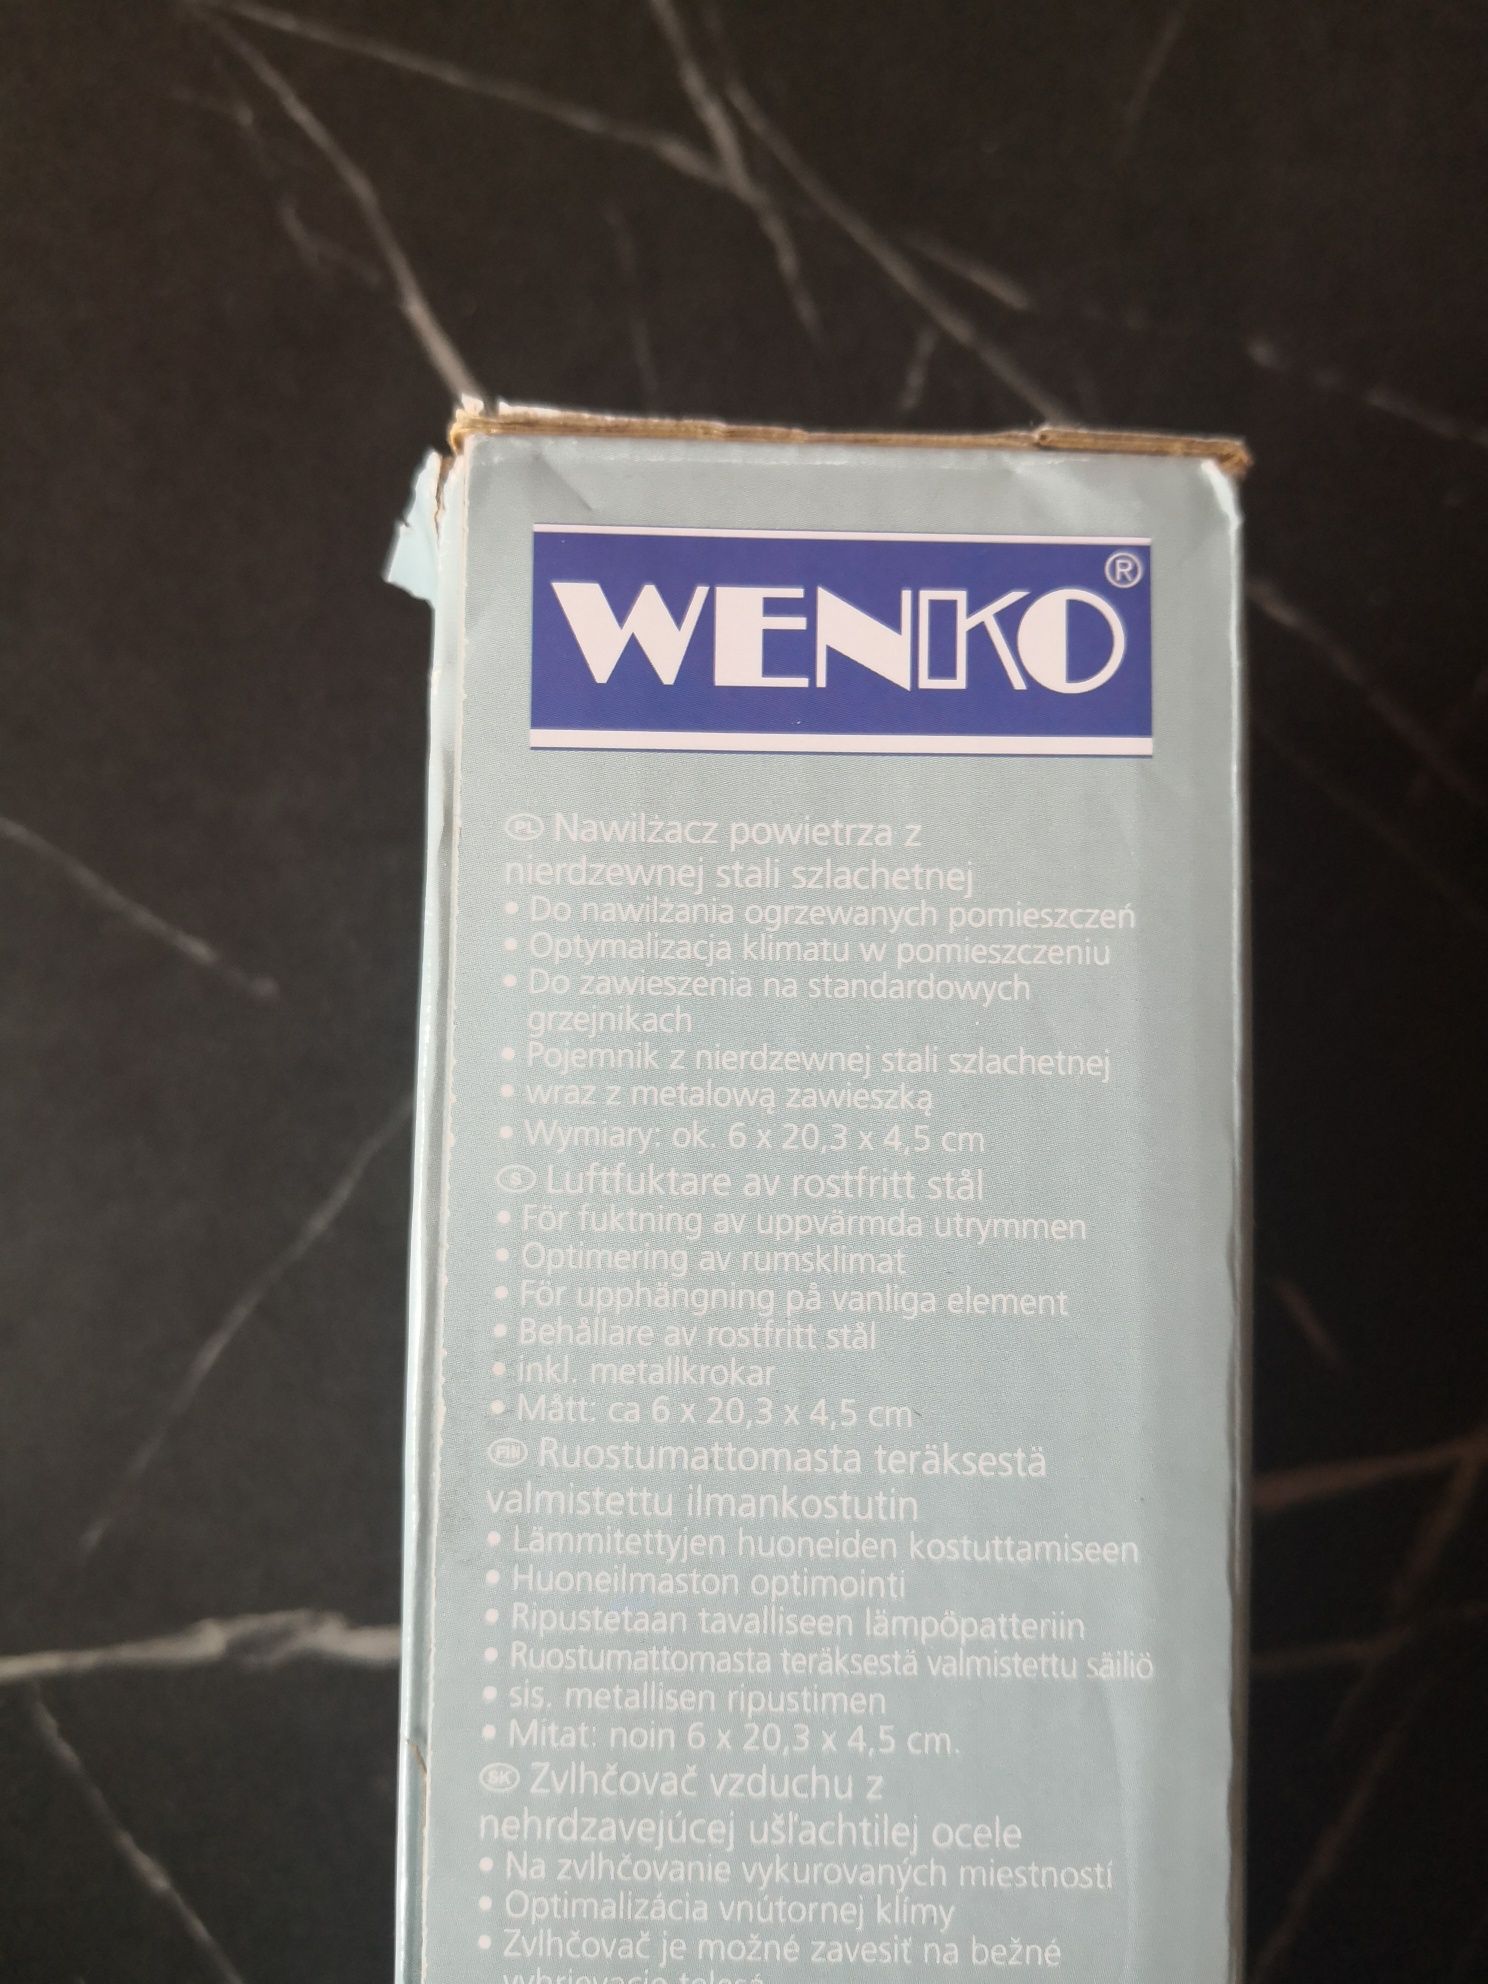 WENKO®
PL Nawilżacz powietrza z
nierdzewnej stali szlachetnej
• Do nawilżania ogrzewanych pomieszczeń
• Optymalizacja klimatu w pomieszczeniu
• Do zawieszenia na standardowych
grzejnikach
• Pojemnik z nierdzewnej stali szlachetnej
• wraz z metalową zawieszką
• Wymiary: ok. 6 x 20,3 x 4,5 cm
S Luftfuktare av rostfritt stål
• För fuktning av uppvärmda utrymmen
• Optimering av rumsklimat
• För upphängning på vanliga element
• Behållare av rostfritt stål
• inkl. metallkrokar
• Mått: ca 6 x 20,3 x 4,5 cm
FIN Ruostumattomasta teräksestä
valmistettu ilmankostutin
• Lämmitettyjen huoneiden kostuttamiseen
• Huoneilmaston optimointi
• Ripustetaan tavalliseen lämpöpatteriin
• Ruostumattomasta teräksestä valmistettu säiliö
• sis. metallisen ripustimen
• Mitat: noin 6 x 20,3 x 4,5 cm.
SK Zvlhčovač vzduchu z
nehrdzavejúcej ušľachtilej ocele
• Na zvlhčovanie vykurovaných miestností
• Optimalizácia vnútornej klímy
• Zvlhčovač je možné zavesiť na bežné
vyhrievacie telesá